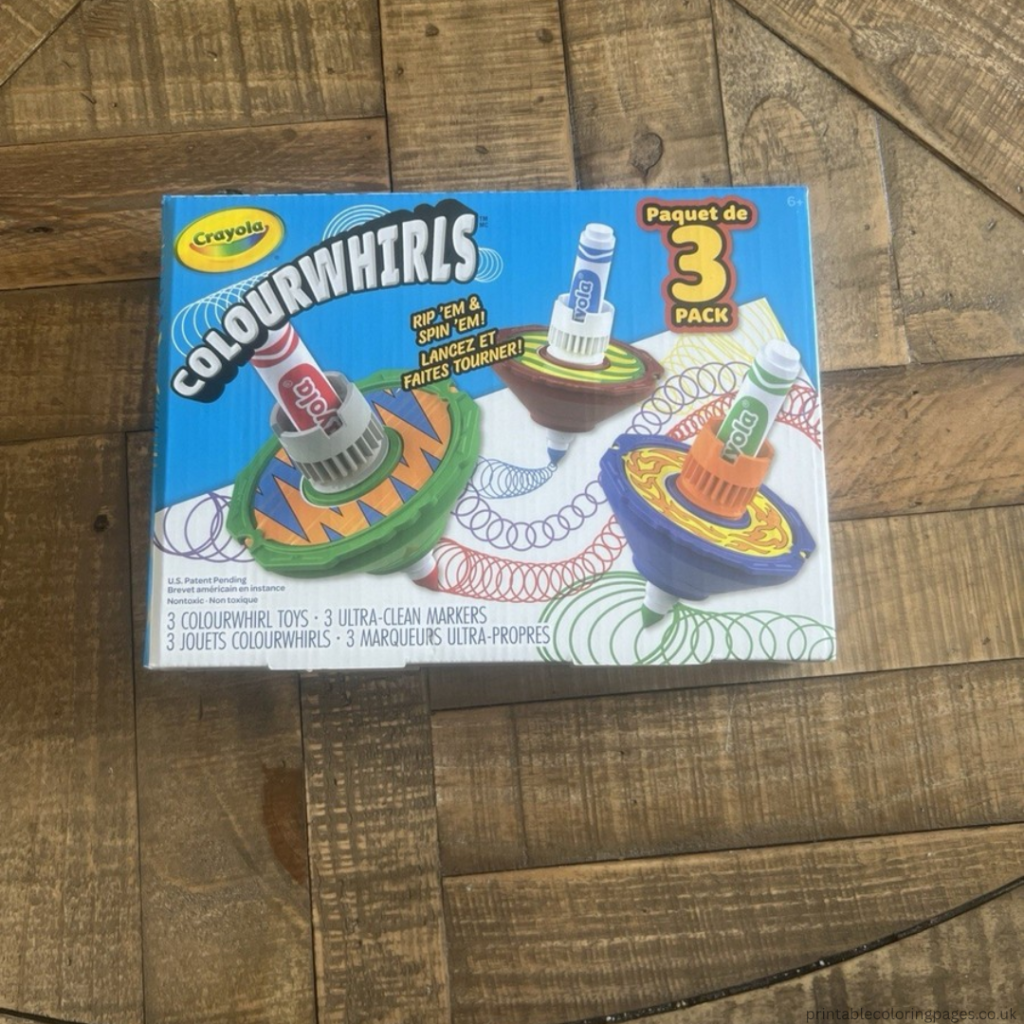 Crayola
COLOURWHIRLS
TM
MC
RIP 'EM &
SPIN 'EM!
LANCEZ ET
FAITES TOURNER!
Paquet de
3
PACK
6+
yola
yola
yola
U.S. Patent Pending
Brevet américain en instance
Nontoxic · Non toxique
3 COLOURWHIRL TOYS · 3 ULTRA-CLEAN MARKERS
3 JOUETS COLOURWHIRLS · 3 MARQUEURS ULTRA-PROPRES
printablecoloringpages.co.uk